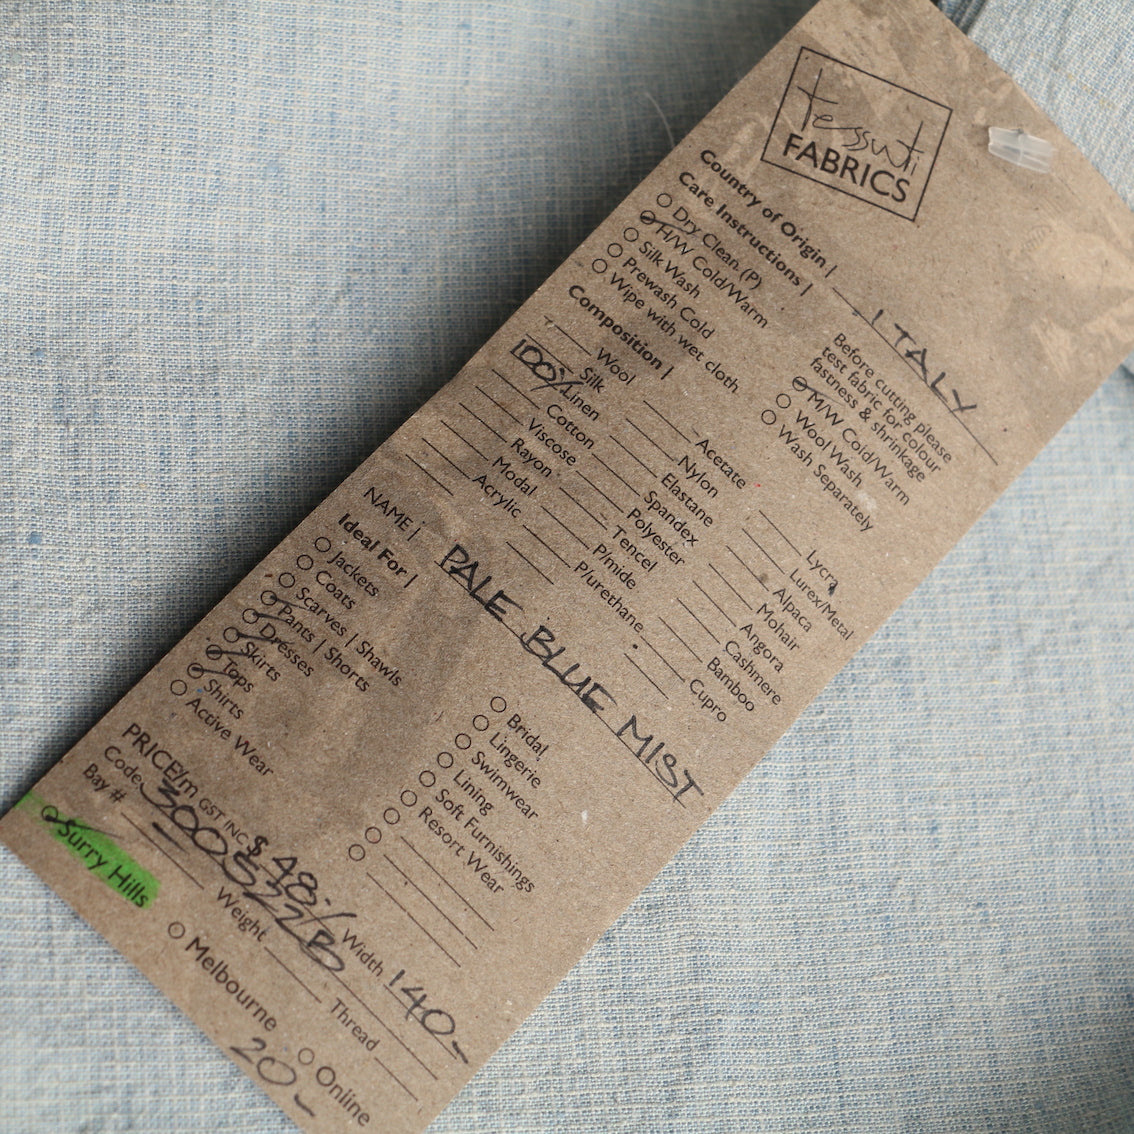 tessuti
FABRICS
Country of Origin | ITALY
Care Instructions |
Dry Clean (P)
H/W Cold/Warm
Silk Wash
Prewash Cold
Wipe with wet cloth
Before cutting please
test fabric for colour
fastness & shrinkage
M/W Cold/Warm
Wool Wash
Wash Separately
Composition |
Wool
Silk
100% Linen
Cotton
Viscose
Rayon
Modal
Acrylic
Acetate
Nylon
Elastane
Spandex
Polyester
Tencel
P/mide
P/urethane
Lycra
Lurex/Metal
Alpaca
Mohair
Angora
Cashmere
Bamboo
Cupro
NAME | PALE BLUE MIST
Ideal For |
Jackets
Coats
Scarves | Shawls
Pants | Shorts
Dresses
Skirts
Tops
Shirts
Active Wear
Bridal
Lingerie
Swimwear
Lining
Soft Furnishings
Resort Wear
PRICE/m GST INC $48.- Width 140-
Code 300522B
Bay # Weight Thread
Surry Hills Melbourne Online
20-